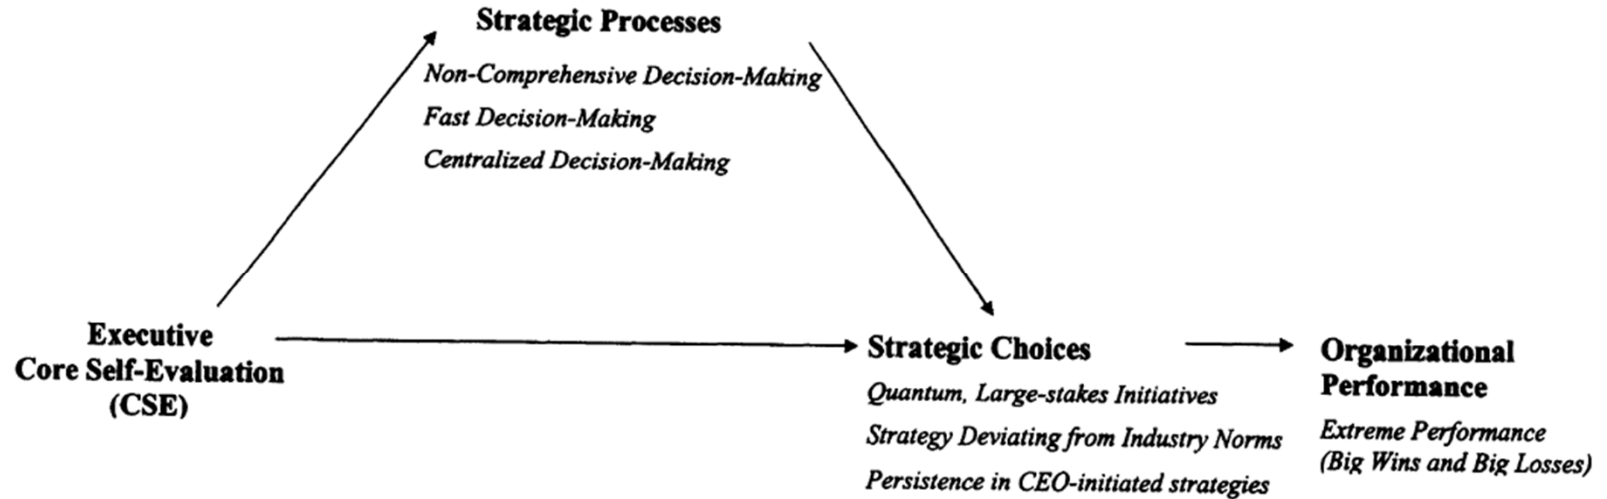 Strategic Processes
Non-Comprehensive Decision-Making
Fast Decision-Making
Centralized Decision-Making
Executive
Core Self-Evaluation
(CSE)
Strategic Choices
Quantum, Large-stakes Initiatives
Strategy Deviating from Industry Norms
Persistence in CEO-initiated strategies
Organizational
Performance
Extreme Performance
(Big Wins and Big Losses)